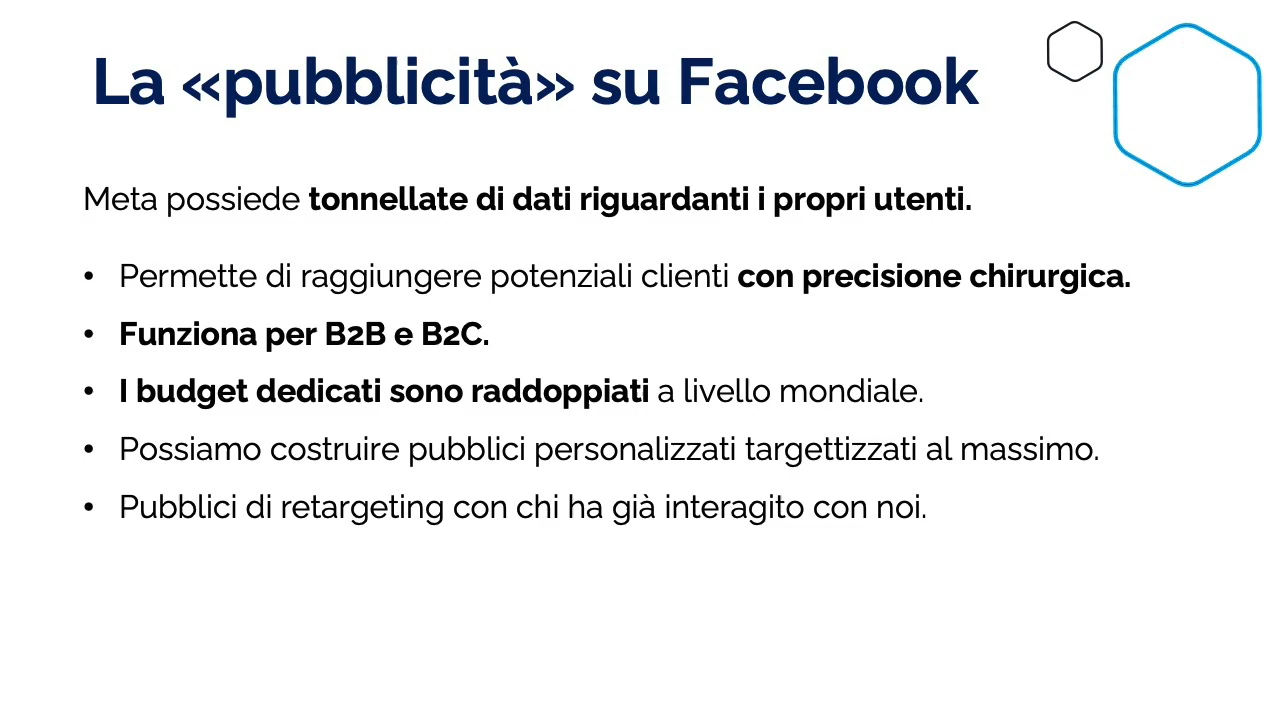 La «pubblicità» su Facebook
Meta possiede tonnellate di dati riguardanti i propri utenti.
• Permette di raggiungere potenziali clienti con precisione chirurgica.
• Funziona per B2B e B2C.
• I budget dedicati sono raddoppiati a livello mondiale.
• Possiamo costruire pubblici personalizzati targettizzati al massimo.
• Pubblici di retargeting con chi ha già interagito con noi.